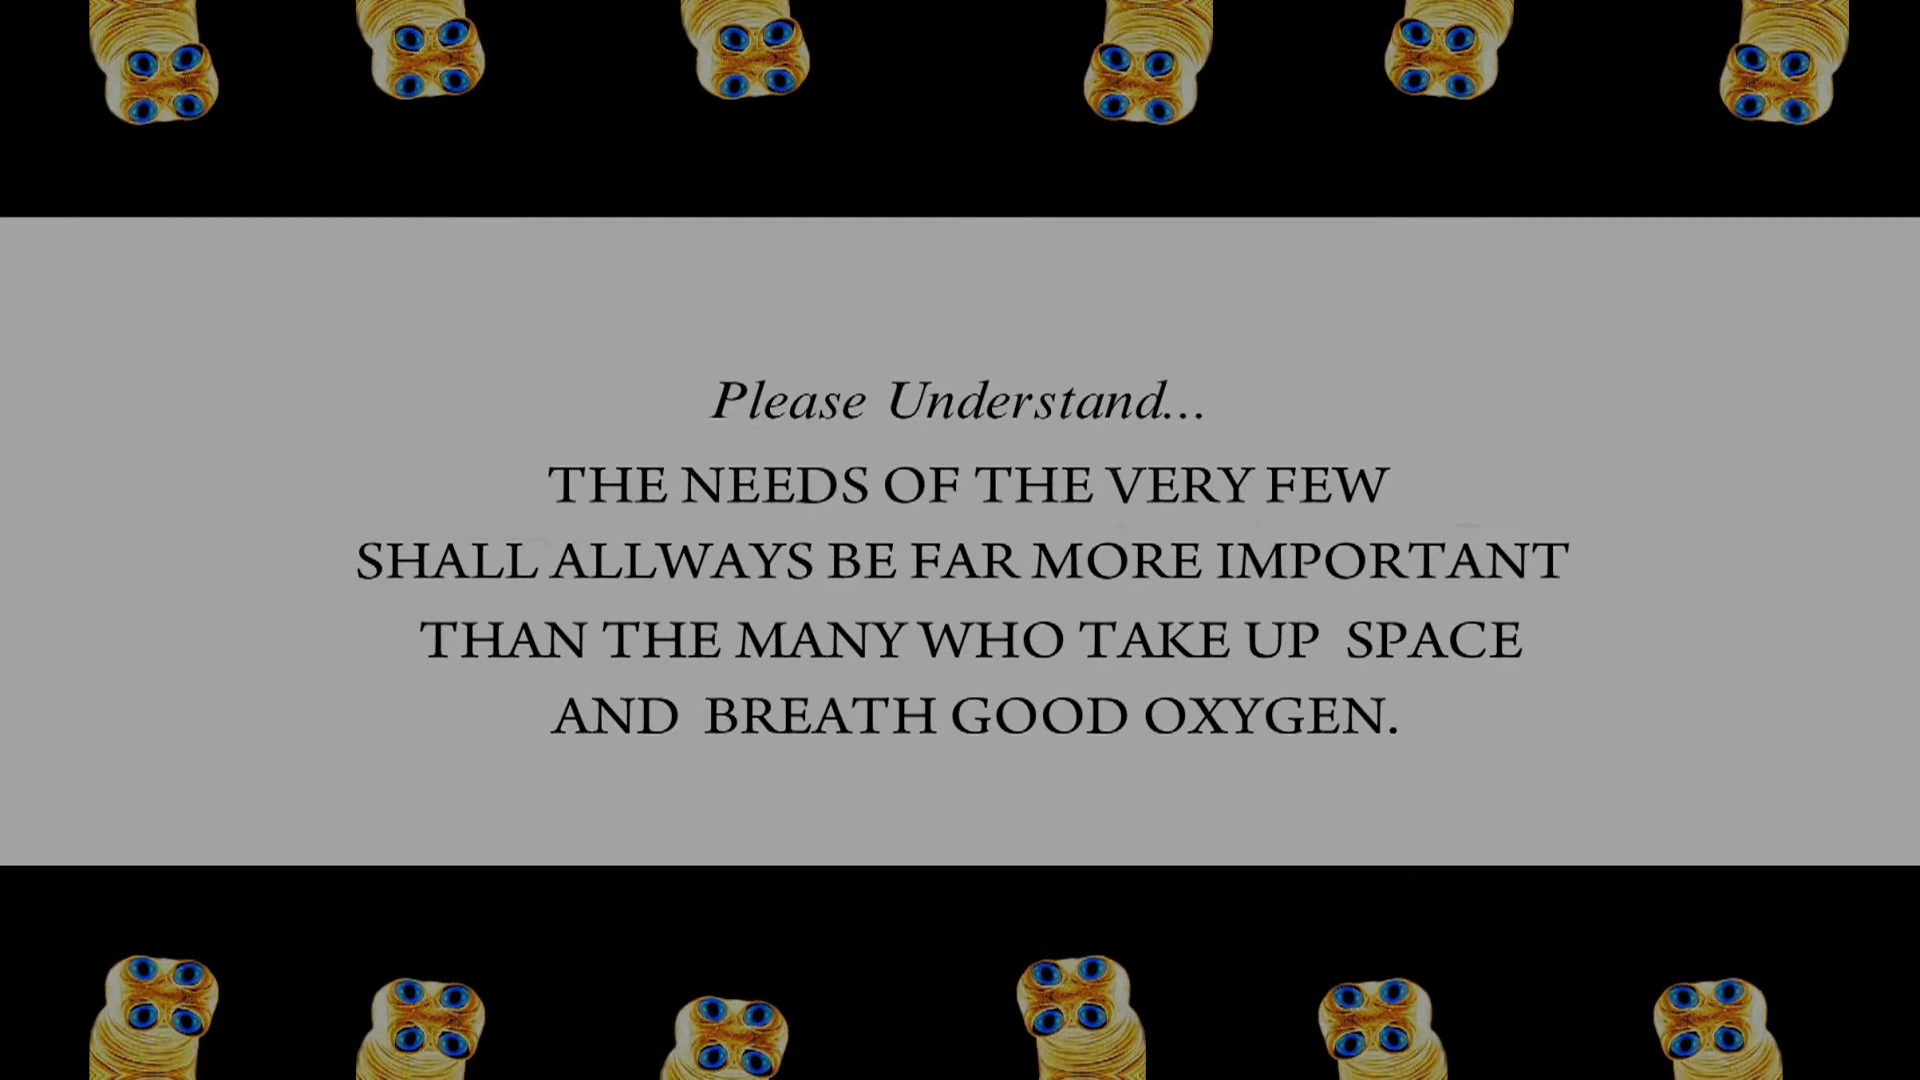 Please Understand...
THE NEEDS OF THE VERY FEW
SHALL ALLWAYS BE FAR MORE IMPORTANT
THAN THE MANY WHO TAKE UP SPACE
AND BREATH GOOD OXYGEN.